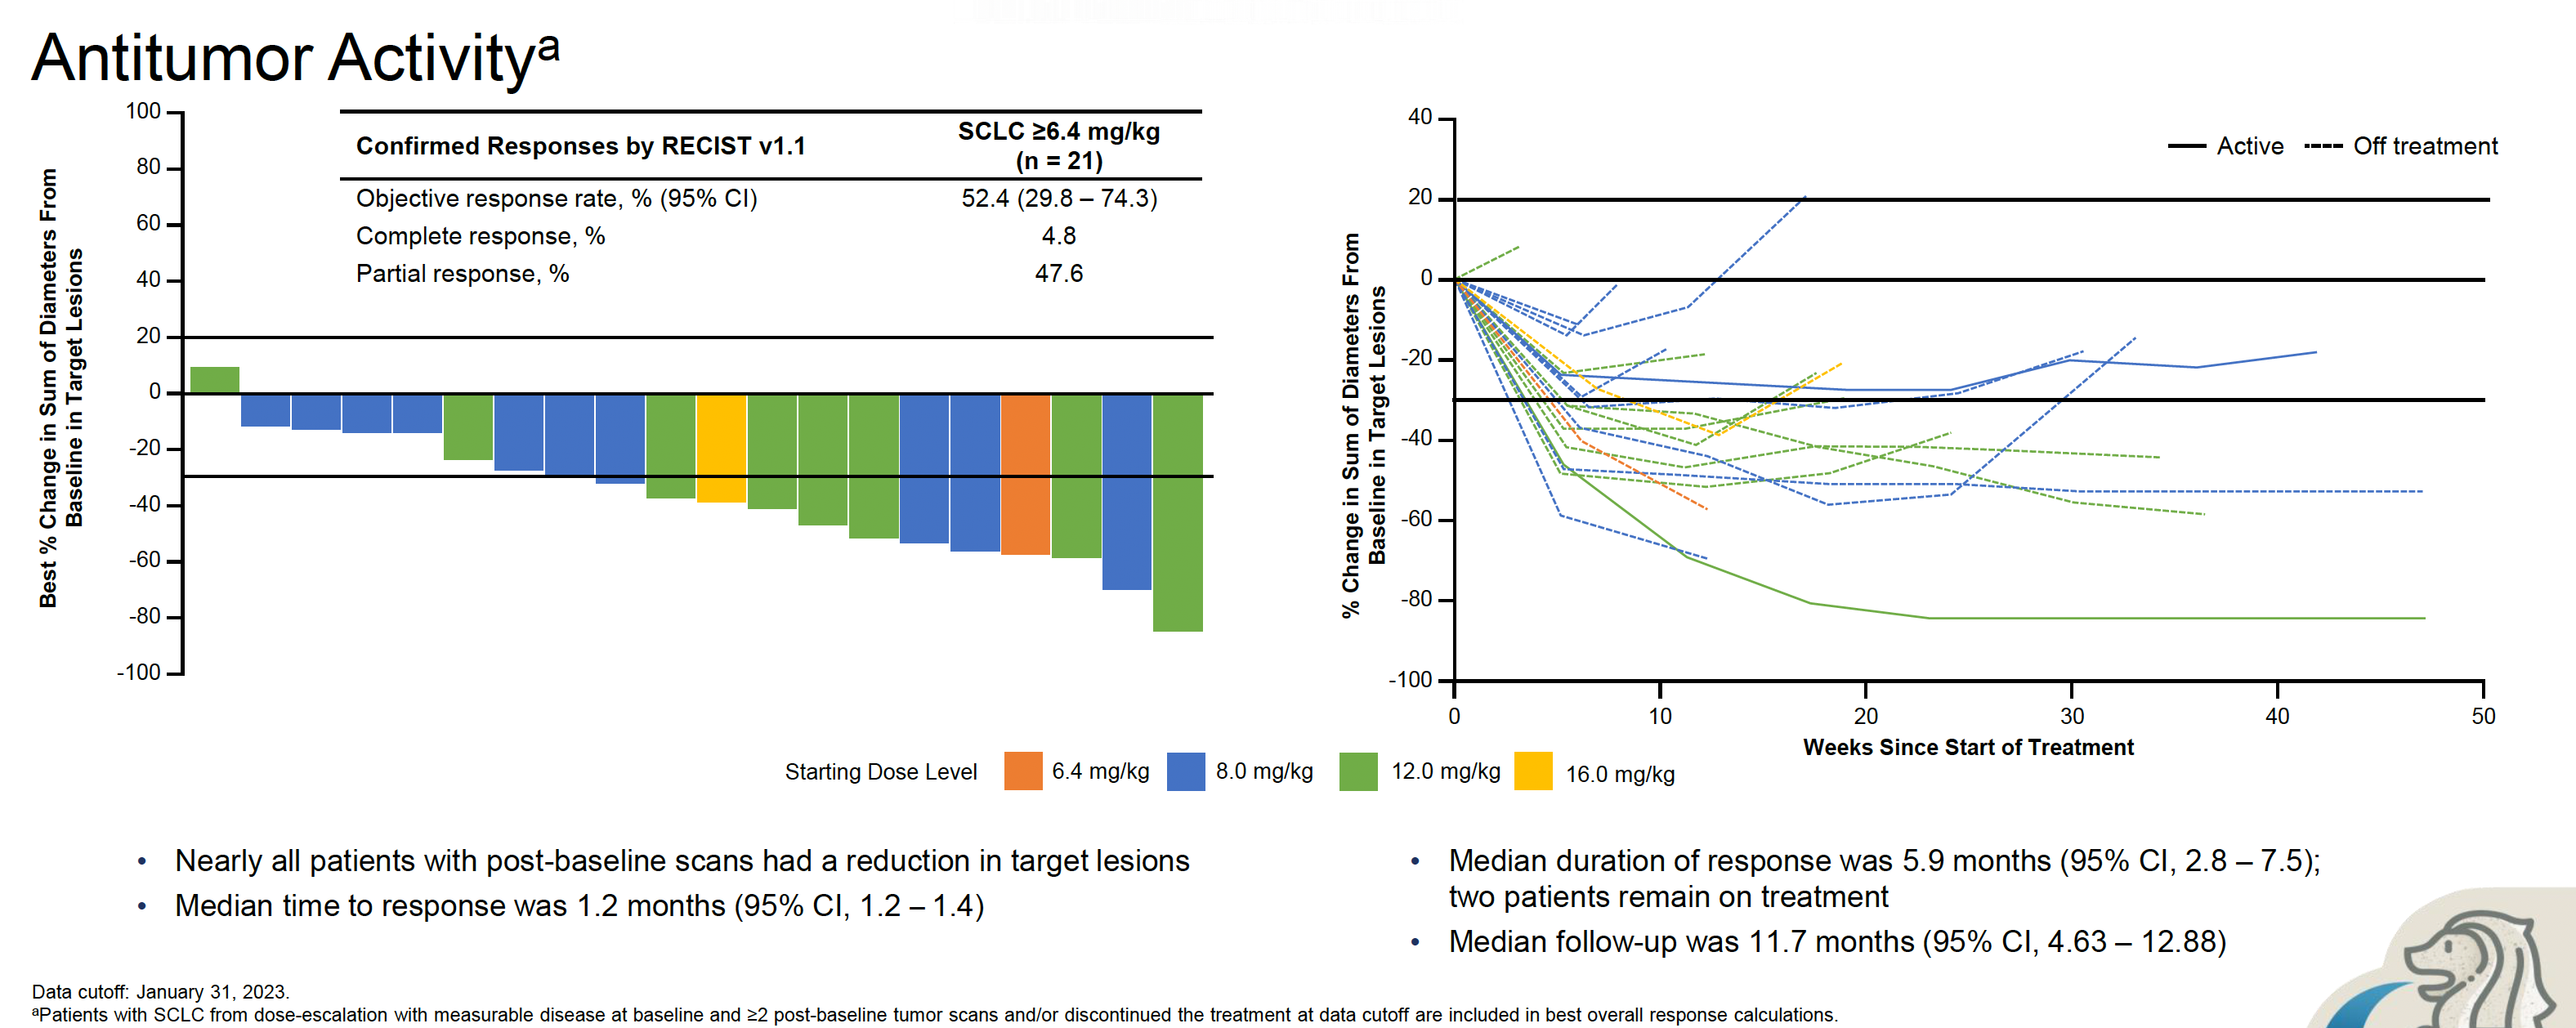 Antitumor Activityᵃ
Best % Change in Sum of Diameters From
Baseline in Target Lesions
100
80
60
40
20
0
-20
-40
-60
-80
-100
Confirmed Responses by RECIST v1.1
SCLC ≥6.4 mg/kg
(n = 21)
Objective response rate, % (95% CI) 52.4 (29.8 – 74.3)
Complete response, % 4.8
Partial response, % 47.6
% Change in Sum of Diameters From
Baseline in Target Lesions
40
20
0
-20
-40
-60
-80
-100
Active Off treatment
0 10 20 30 40 50
Weeks Since Start of Treatment
Starting Dose Level 6.4 mg/kg 8.0 mg/kg 12.0 mg/kg 16.0 mg/kg
• Nearly all patients with post-baseline scans had a reduction in target lesions
• Median time to response was 1.2 months (95% CI, 1.2 – 1.4)
• Median duration of response was 5.9 months (95% CI, 2.8 – 7.5);
two patients remain on treatment
• Median follow-up was 11.7 months (95% CI, 4.63 – 12.88)
Data cutoff: January 31, 2023.
ᵃPatients with SCLC from dose-escalation with measurable disease at baseline and ≥2 post-baseline tumor scans and/or discontinued the treatment at data cutoff are included in best overall response calculations.